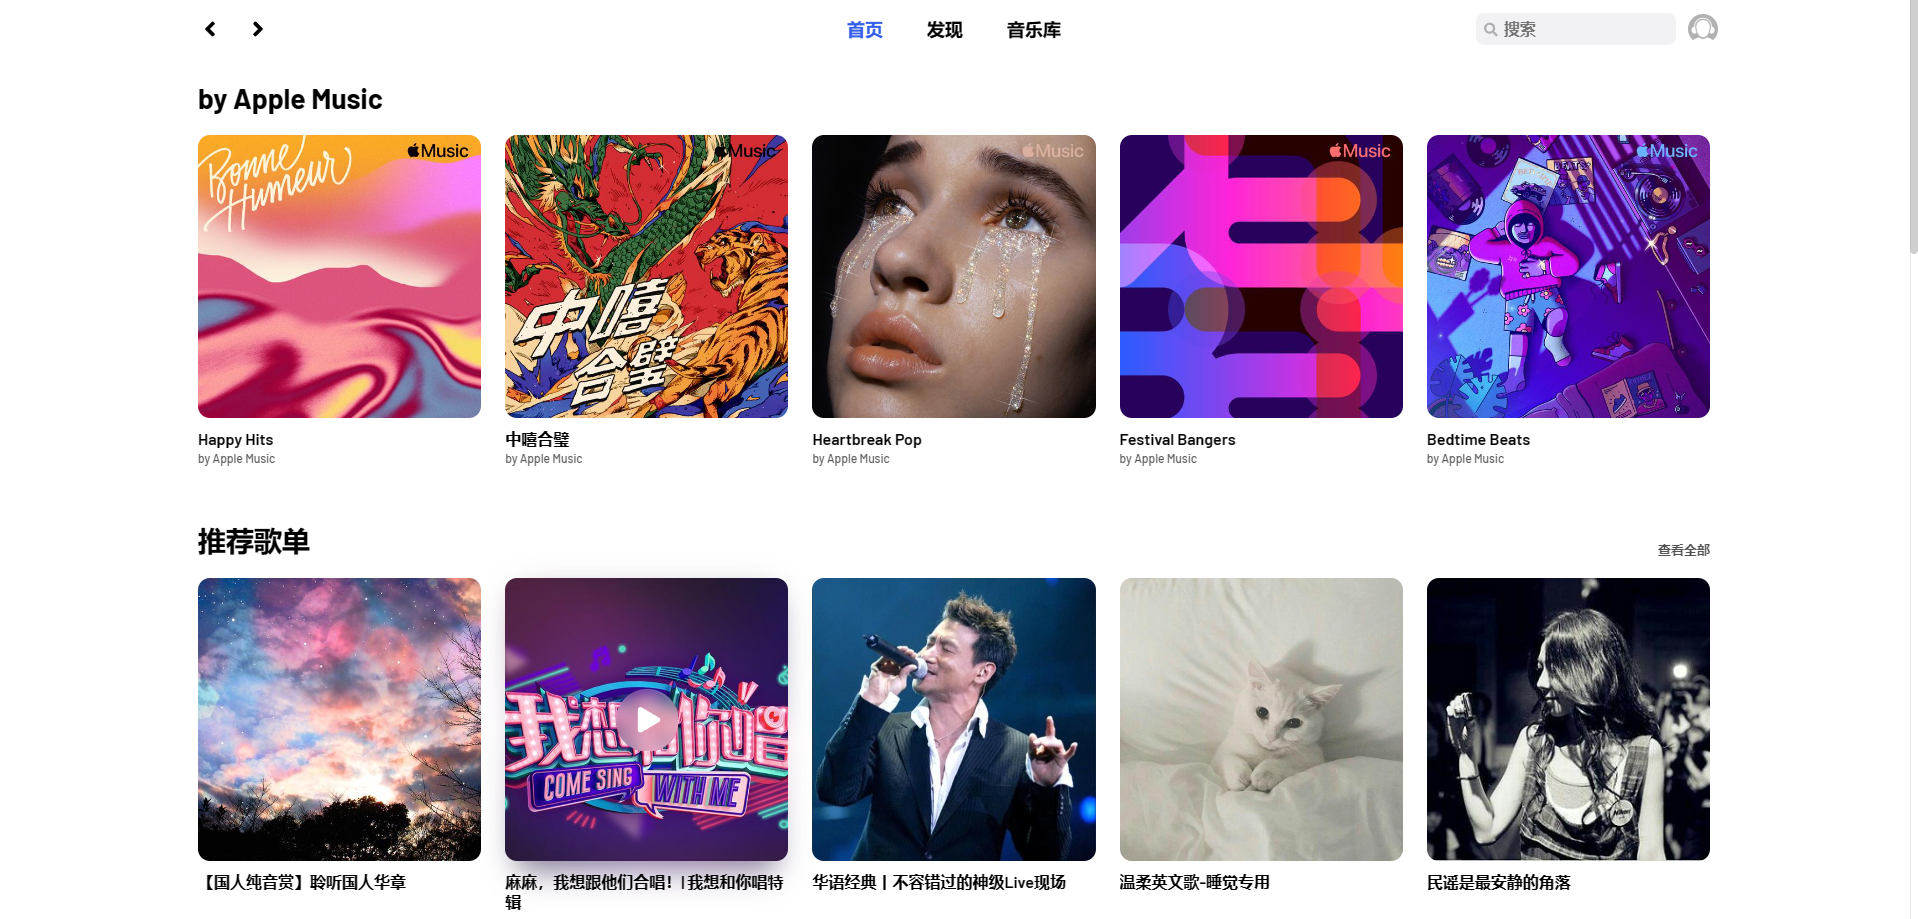 首页 发现 音乐库 搜索
by Apple Music
Bonne Humeur Music
Music
中嘻合璧
Music
Music
Music
Happy Hits
中嘻合璧
Heartbreak Pop
Festival Bangers
Bedtime Beats
by Apple Music
by Apple Music
by Apple Music
by Apple Music
by Apple Music
推荐歌单
查看全部
我想和你唱
COME SING WITH ME
【国人纯音赏】聆听国人华章
麻麻，我想跟他们合唱！|我想和你唱特
辑
华语经典丨不容错过的神级Live现场
温柔英文歌-睡觉专用
民谣是最安静的角落